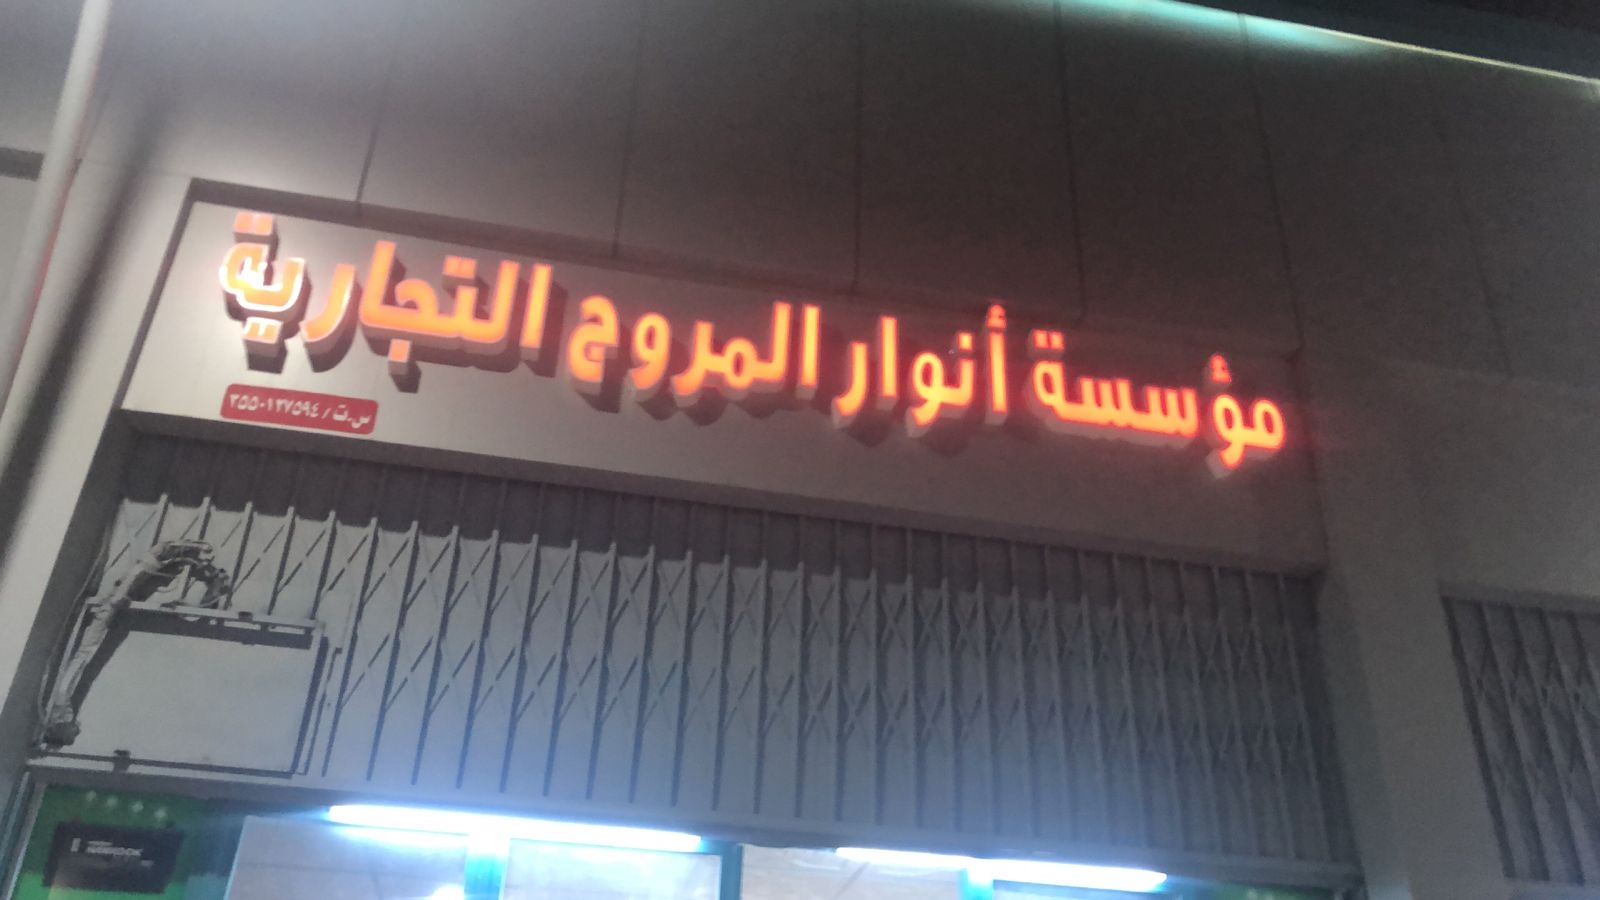 مؤسسة أنوار المروج التجارية
س.ت / ٢٥٥٠١٢٧٥٩٤